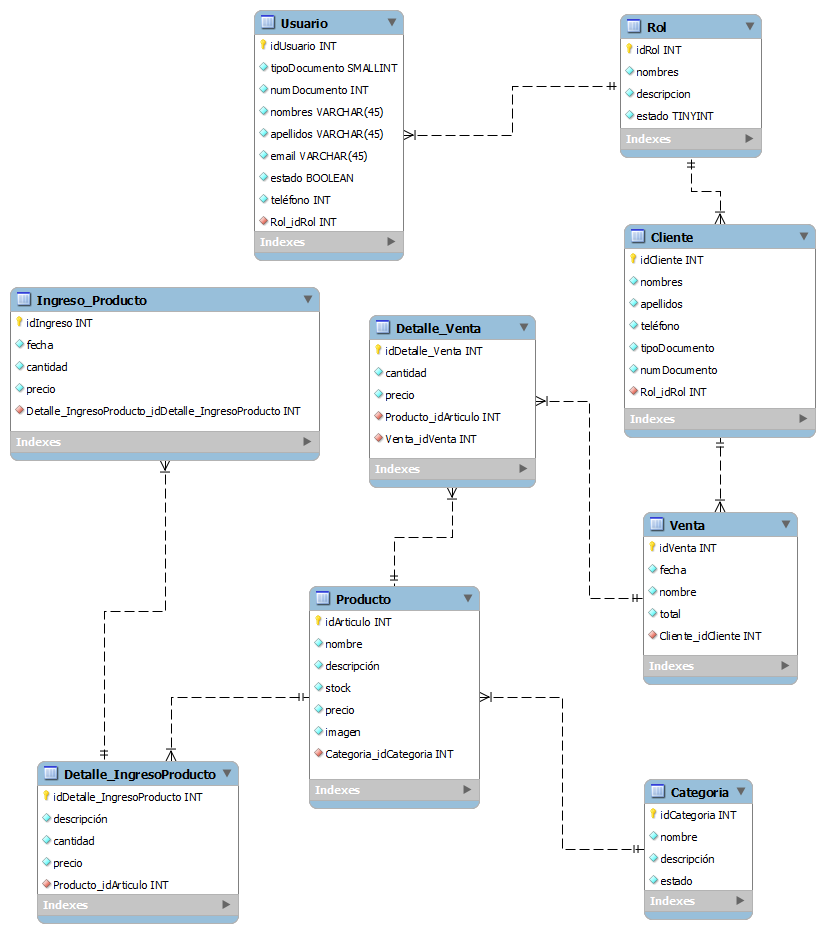 Usuario
idUsuario INT
tipoDocumento SMALLINT
numDocumento INT
nombres VARCHAR(45)
apellidos VARCHAR(45)
email VARCHAR(45)
estado BOOLEAN
teléfono INT
Rol_idRol INT
Indexes
Rol
idRol INT
nombres
descripcion
estado TINYINT
Indexes
Cliente
idCliente INT
nombres
apellidos
teléfono
tipoDocumento
numDocumento
Rol_idRol INT
Indexes
Ingreso_Producto
idIngreso INT
fecha
cantidad
precio
Detalle_IngresoProducto_idDetalle_IngresoProducto INT
Indexes
Detalle_Venta
idDetalle_Venta INT
cantidad
precio
Producto_idArticulo INT
Venta_idVenta INT
Indexes
Venta
idVenta INT
fecha
nombre
total
Cliente_idCliente INT
Indexes
Producto
idArticulo INT
nombre
descripción
stock
precio
imagen
Categoria_idCategoria INT
Indexes
Detalle_IngresoProducto
idDetalle_IngresoProducto INT
descripción
cantidad
precio
Producto_idArticulo INT
Indexes
Categoria
idCategoria INT
nombre
descripción
estado
Indexes